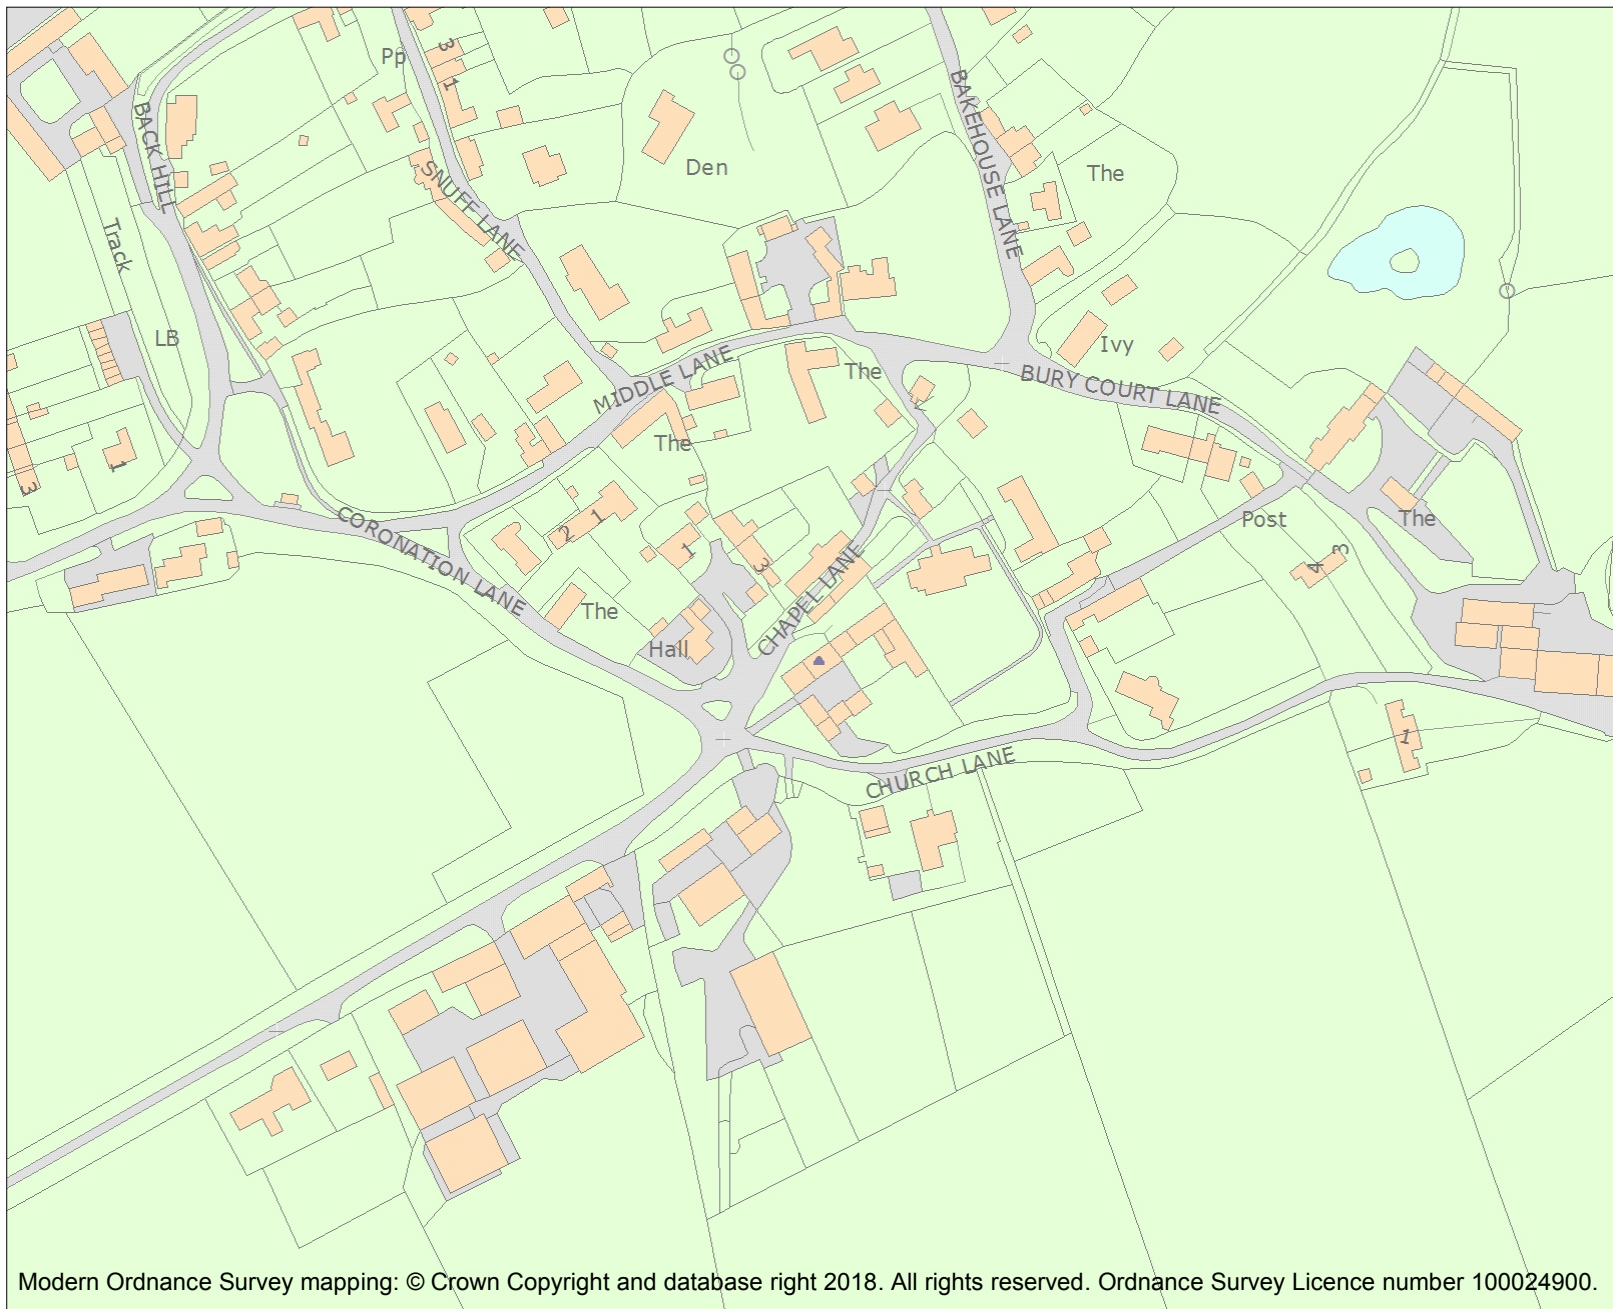 Pp
3
1
BACK HILL
BAKEHOUSE LANE
Den
The
SNUFF LANE
Track
LB
Ivy
MIDDLE LANE
The
BURY COURT LANE
The
1
3
CORONATION LANE
2
1
1
3
CHAPEL LANE
Post
The
4
3
The
Hall
1
CHURCH LANE
Modern Ordnance Survey mapping: © Crown Copyright and database right 2018. All rights reserved. Ordnance Survey Licence number 100024900.